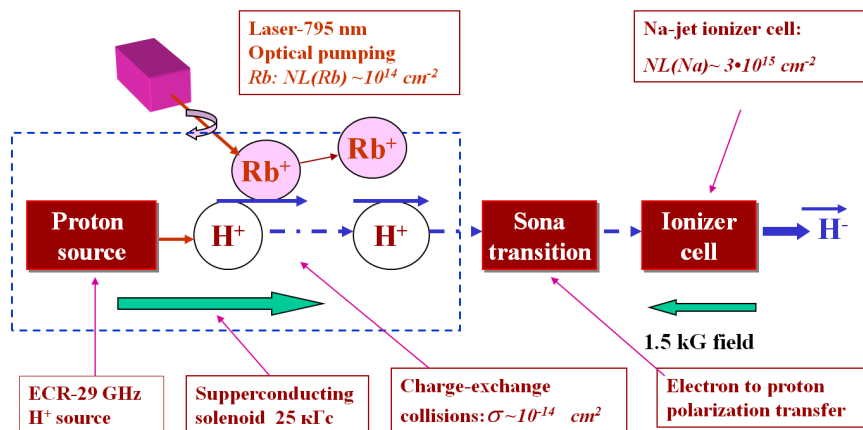 Laser-795 nm
Optical pumping
Rb: NL(Rb) ~10¹⁴ cm⁻²
Na-jet ionizer cell:
NL(Na)~ 3•10¹⁵ cm⁻²
Rb⁺
Rb⁺
Proton
source
H⁺
H⁺
Sona
transition
Ionizer
cell
H⁻
1.5 kG field
ECR-29 GHz
H⁺ source
Supperconducting
solenoid 25 кГс
Charge-exchange
collisions: σ ~10⁻¹⁴ cm²
Electron to proton
polarization transfer